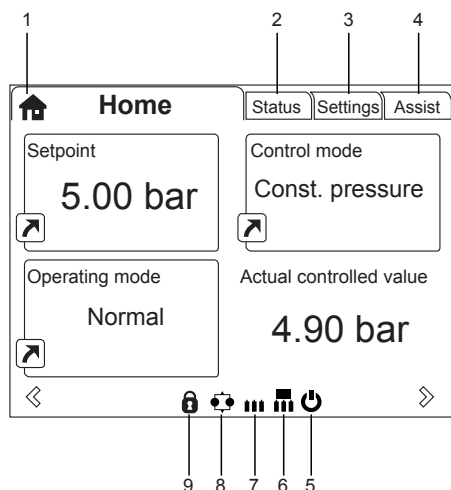 1 2 3 4
Home Status Settings Assist
Setpoint
5.00 bar
Control mode
Const. pressure
Operating mode
Normal
Actual controlled value
4.90 bar
9 8 7 6 5